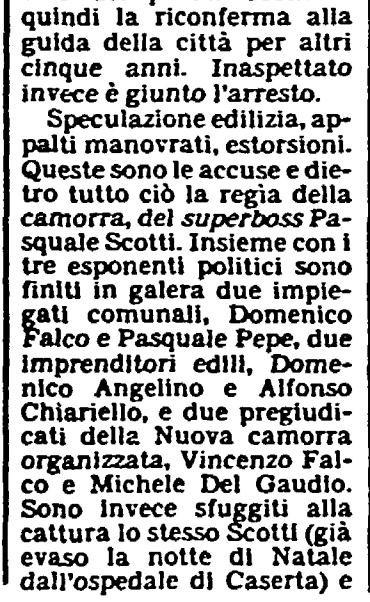 quindi la riconferma alla
guida della città per altri
cinque anni. Inaspettato
invece è giunto l'arresto.
Speculazione edilizia, ap-
palti manovrati, estorsioni.
Queste sono le accuse e die-
tro tutto ciò la regia della
camorra, del superboss Pa-
squale Scotti. Insieme con i
tre esponenti politici sono
finiti in galera due impie-
gati comunali, Domenico
Falco e Pasquale Pepe, due
imprenditori edili, Dome-
nico Angelino e Alfonso
Chiariello, e due pregiudi-
cati della Nuova camorra
organizzata, Vincenzo Fal-
co e Michele Del Gaudio.
Sono invece sfuggiti alla
cattura lo stesso Scotti (già
evaso la notte di Natale
dall'ospedale di Caserta) e